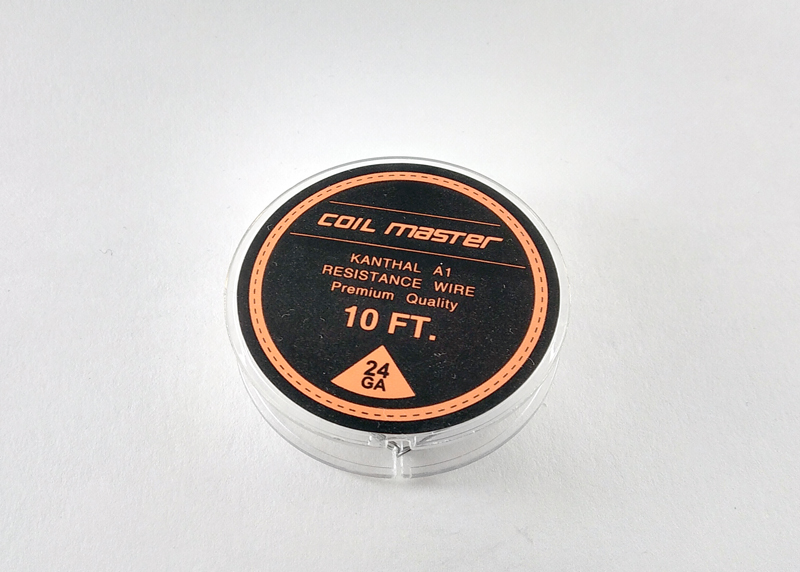 COIL MASTER
KANTHAL A1
RESISTANCE WIRE
Premium Quality
10 FT.
24
GA